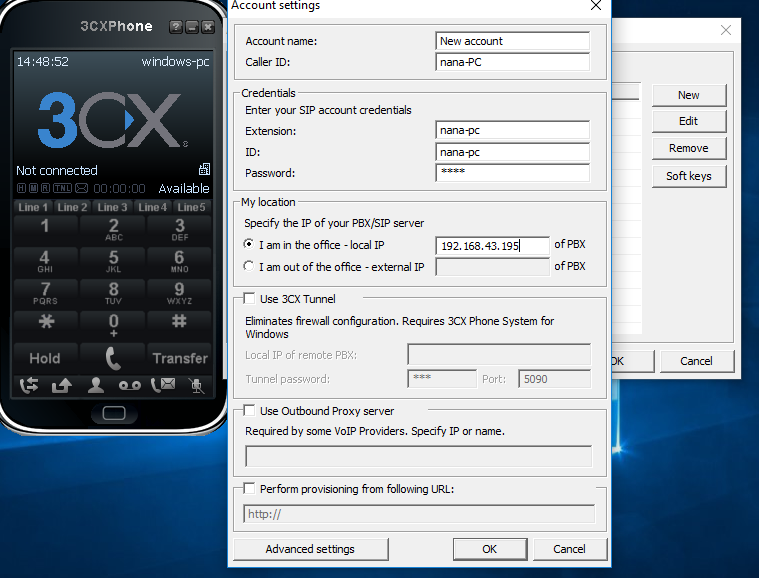 3CXPhone
14:48:52 windows-pc
3CX
Not connected
H M R TNL 00:00:00 Available
Line 1 Line 2 Line 3 Line 4 Line5
1 2 3
ABC DEF
4 5 6
GHI JKL MNO
7 8 9
PQRS TUV WXYZ
* 0 #
+
Hold Transfer
Account settings
Account name: New account
Caller ID: nana-PC
Credentials
Enter your SIP account credentials
Extension: nana-pc
ID: nana-pc
Password: ****
My location
Specify the IP of your PBX/SIP server
I am in the office - local IP 192.168.43.195 of PBX
I am out of the office - external IP of PBX
Use 3CX Tunnel
Eliminates firewall configuration. Requires 3CX Phone System for
Windows
Local IP of remote PBX:
Tunnel password: *** Port: 5090
Use Outbound Proxy server
Required by some VoIP Providers. Specify IP or name.
Perform provisioning from following URL:
http://
Advanced settings OK Cancel
New
Edit
Remove
Soft keys
OK Cancel